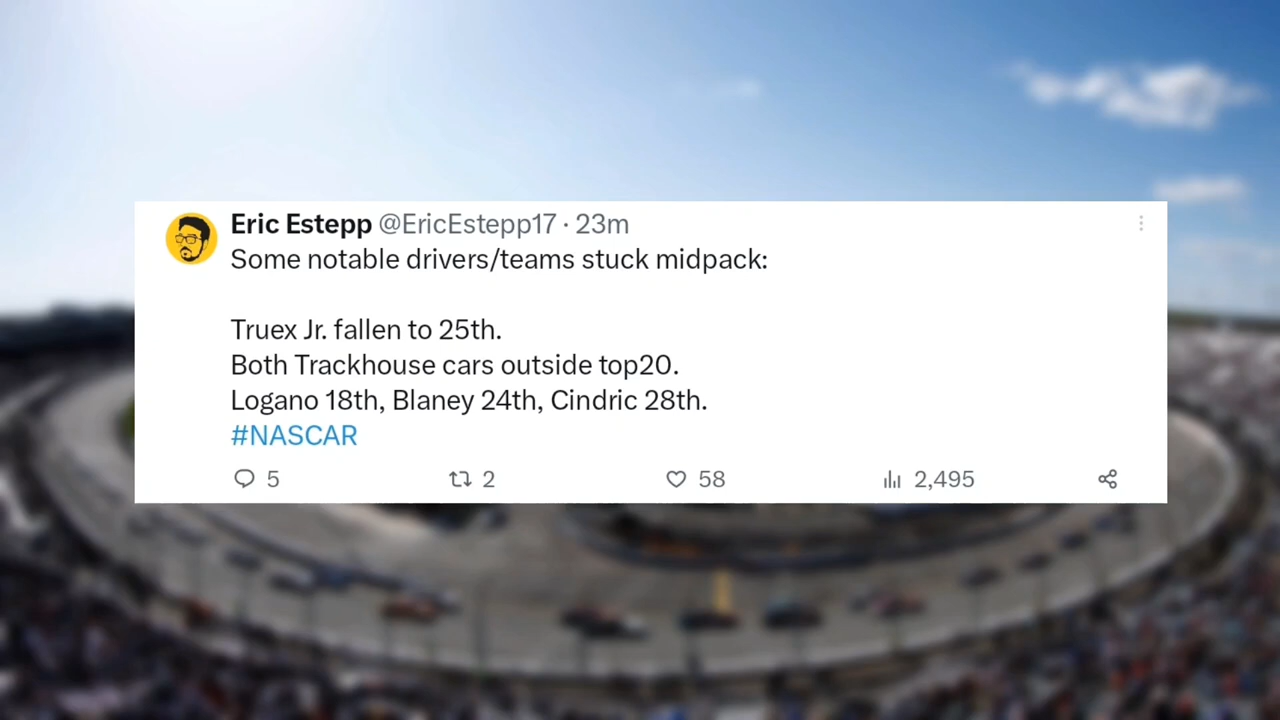 Eric Estepp @EricEstepp17 · 23m
Some notable drivers/teams stuck midpack:
Truex Jr. fallen to 25th.
Both Trackhouse cars outside top20.
Logano 18th, Blaney 24th, Cindric 28th.
#NASCAR
5 2 58 2,495